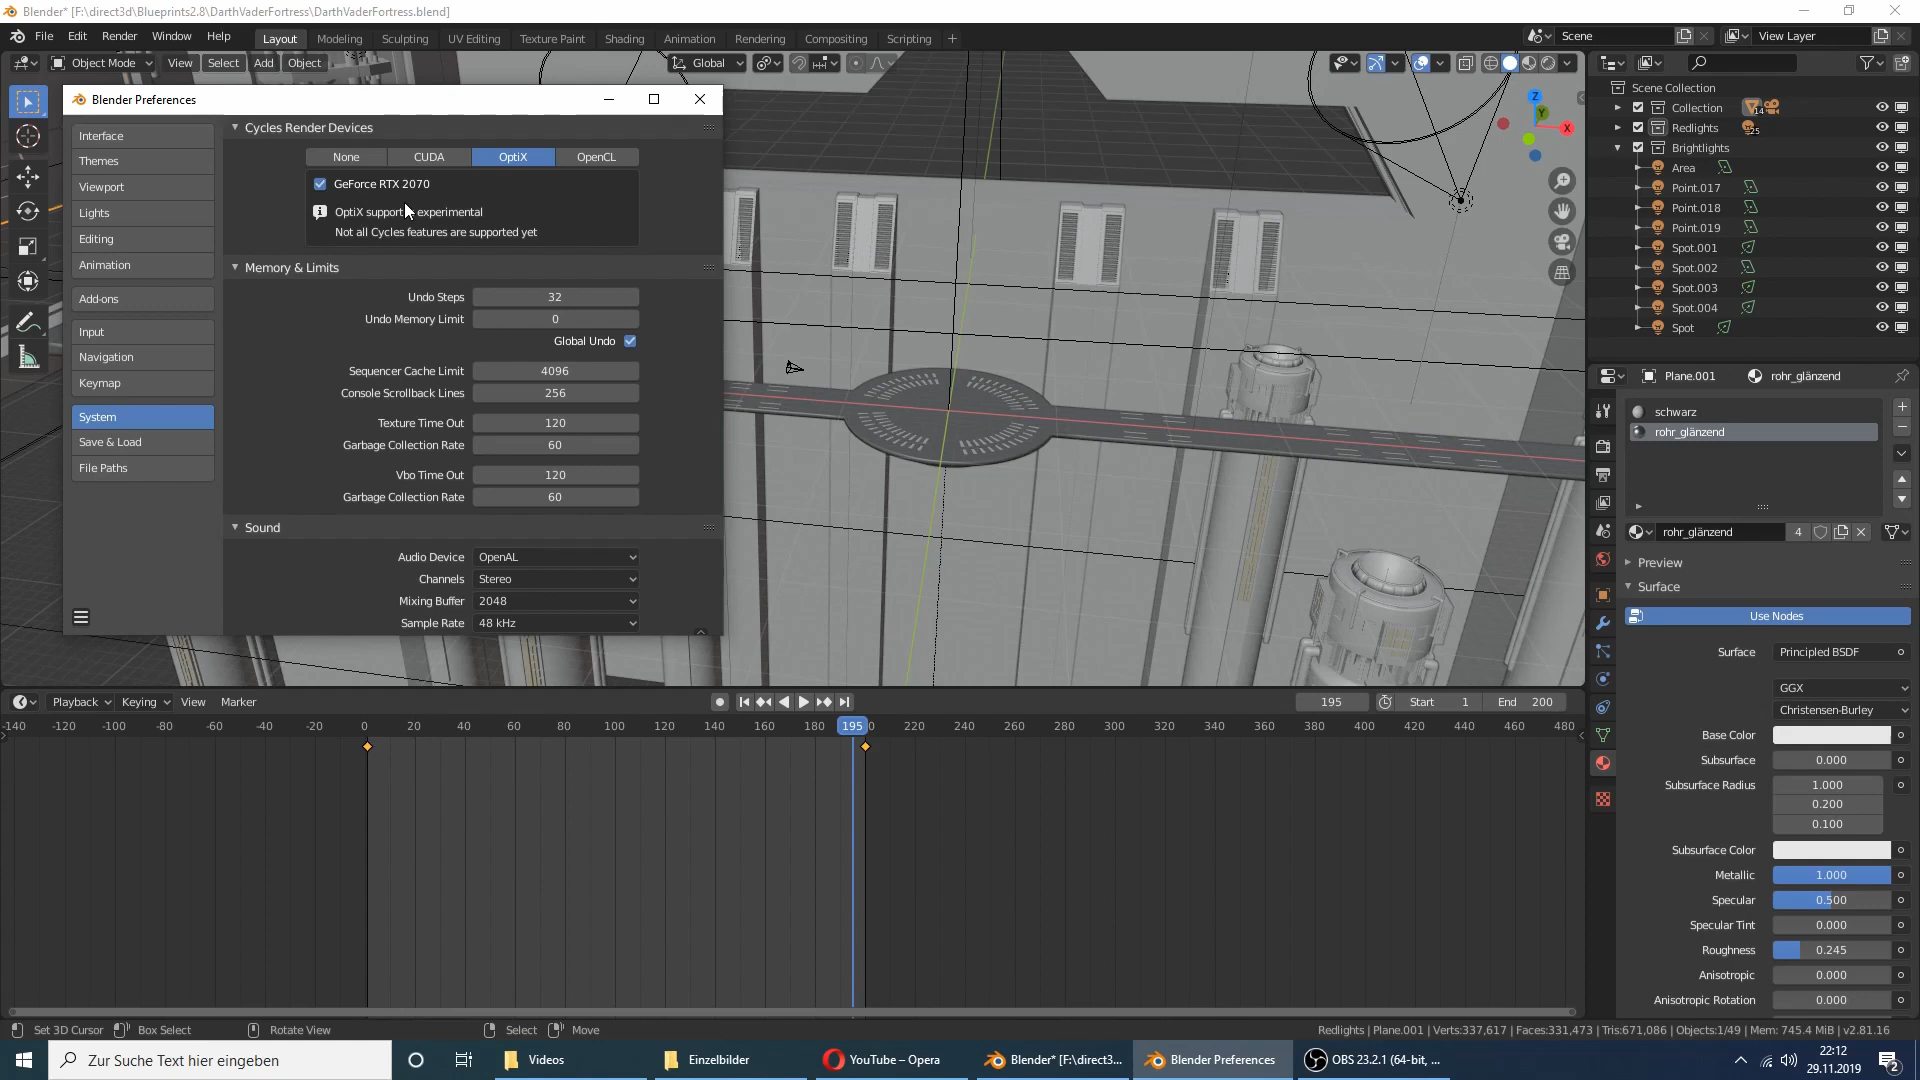 Blender* [F:\direct3d\Blueprints2.8\DarthVaderFortress\DarthVaderFortress.blend]
File Edit Render Window Help Layout Modeling Sculpting UV Editing Texture Paint Shading Animation Rendering Compositing Scripting Scene View Layer
Object Mode View Select Add Object Global
Blender Preferences
Interface
Themes
Viewport
Lights
Editing
Animation
Add-ons
Input
Navigation
Keymap
System
Save & Load
File Paths
Cycles Render Devices
None CUDA OptiX OpenCL
GeForce RTX 2070
OptiX support experimental
Not all Cycles features are supported yet
Memory & Limits
Undo Steps 32
Undo Memory Limit 0
Global Undo
Sequencer Cache Limit 4096
Console Scrollback Lines 256
Texture Time Out 120
Garbage Collection Rate 60
Vbo Time Out 120
Garbage Collection Rate 60
Sound
Audio Device OpenAL
Channels Stereo
Mixing Buffer 2048
Sample Rate 48 kHz
Z
Y
X
Scene Collection
Collection 14
Redlights 25
Brightlights
Area
Point.017
Point.018
Point.019
Spot.001
Spot.002
Spot.003
Spot.004
Spot
Plane.001 rohr_glänzend
schwarz
rohr_glänzend
rohr_glänzend 4
Preview
Surface
Use Nodes
Surface Principled BSDF
GGX
Christensen-Burley
Base Color
Subsurface 0.000
Subsurface Radius 1.000
0.200
0.100
Subsurface Color
Metallic 1.000
Specular 0.500
Specular Tint 0.000
Roughness 0.245
Anisotropic 0.000
Anisotropic Rotation 0.000
Playback Keying View Marker 195 Start 1 End 200
-140 -120 -100 -80 -60 -40 -20 0 20 40 60 80 100 120 140 160 180 195 0 220 240 260 280 300 320 340 360 380 400 420 440 460 480
Set 3D Cursor Box Select Rotate View Select Move Redlights | Plane.001 | Verts:337,617 | Faces:331,473 | Tris:671,086 | Objects:1/49 | Mem: 745.4 MiB | v2.81.16
Zur Suche Text hier eingeben Videos Einzelbilder YouTube – Opera Blender* [F:\direct3... Blender Preferences OBS 23.2.1 (64-bit, ... 22:12
29.11.2019 2